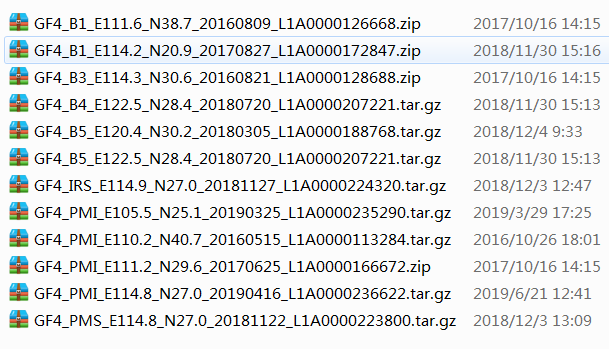 GF4_B1_E111.6_N38.7_20160809_L1A0000126668.zip 2017/10/16 14:15
GF4_B1_E114.2_N20.9_20170827_L1A0000172847.zip 2018/11/30 15:16
GF4_B3_E114.3_N30.6_20160821_L1A0000128688.zip 2017/10/16 14:15
GF4_B4_E122.5_N28.4_20180720_L1A0000207221.tar.gz 2018/11/30 15:13
GF4_B5_E120.4_N30.2_20180305_L1A0000188768.tar.gz 2018/12/4 9:33
GF4_B5_E122.5_N28.4_20180720_L1A0000207221.tar.gz 2018/11/30 15:13
GF4_IRS_E114.9_N27.0_20181127_L1A0000224320.tar.gz 2018/12/3 12:47
GF4_PMI_E105.5_N25.1_20190325_L1A0000235290.tar.gz 2019/3/29 17:25
GF4_PMI_E110.2_N40.7_20160515_L1A0000113284.tar.gz 2016/10/26 18:01
GF4_PMI_E111.2_N29.6_20170625_L1A0000166672.zip 2017/10/16 14:15
GF4_PMI_E114.8_N27.0_20190416_L1A0000236622.tar.gz 2019/6/21 12:41
GF4_PMS_E114.8_N27.0_20181122_L1A0000223800.tar.gz 2018/12/3 13:09